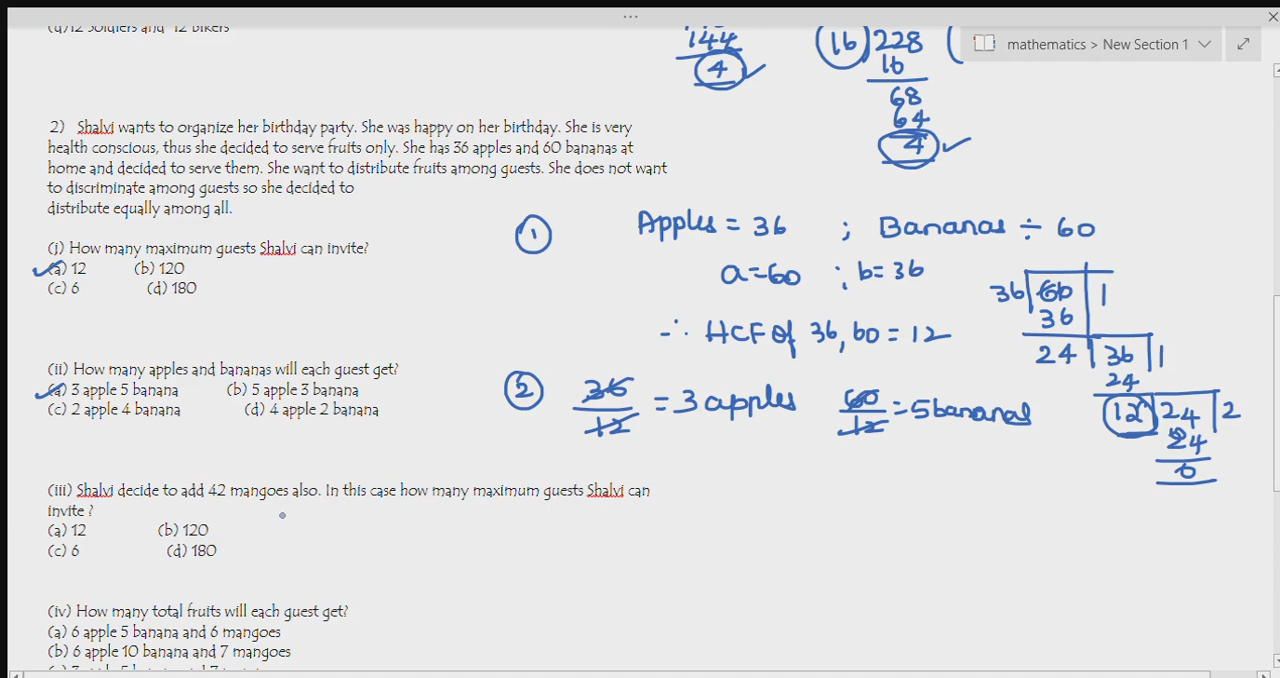 (d) 12 Soldiers and 12 bikers
144
4
16 228
16
68
64
4
mathematics > New Section 1
2) Shalvi wants to organize her birthday party. She was happy on her birthday. She is very
health conscious, thus she decided to serve fruits only. She has 36 apples and 60 bananas at
home and decided to serve them. She want to distribute fruits among guests. She does not want
to discriminate among guests so she decided to
distribute equally among all.
(i) How many maximum guests Shalvi can invite?
(a) 12 (b) 120
(c) 6 (d) 180
(ii) How many apples and bananas will each guest get?
(a) 3 apple 5 banana (b) 5 apple 3 banana
(c) 2 apple 4 banana (d) 4 apple 2 banana
(iii) Shalvi decide to add 42 mangoes also. In this case how many maximum guests Shalvi can
invite ?
(a) 12 (b) 120
(c) 6 (d) 180
(iv) How many total fruits will each guest get?
(a) 6 apple 5 banana and 6 mangoes
(b) 6 apple 10 banana and 7 mangoes
1 Apples = 36 ; Bananas ÷ 60
a=60 ; b=36
∴ HCF of 36, 60 = 12
2 36/12 = 3 apples 60/12 = 5 bananas
36 60 1
36
24 36 1
24
12 24 2
24
0